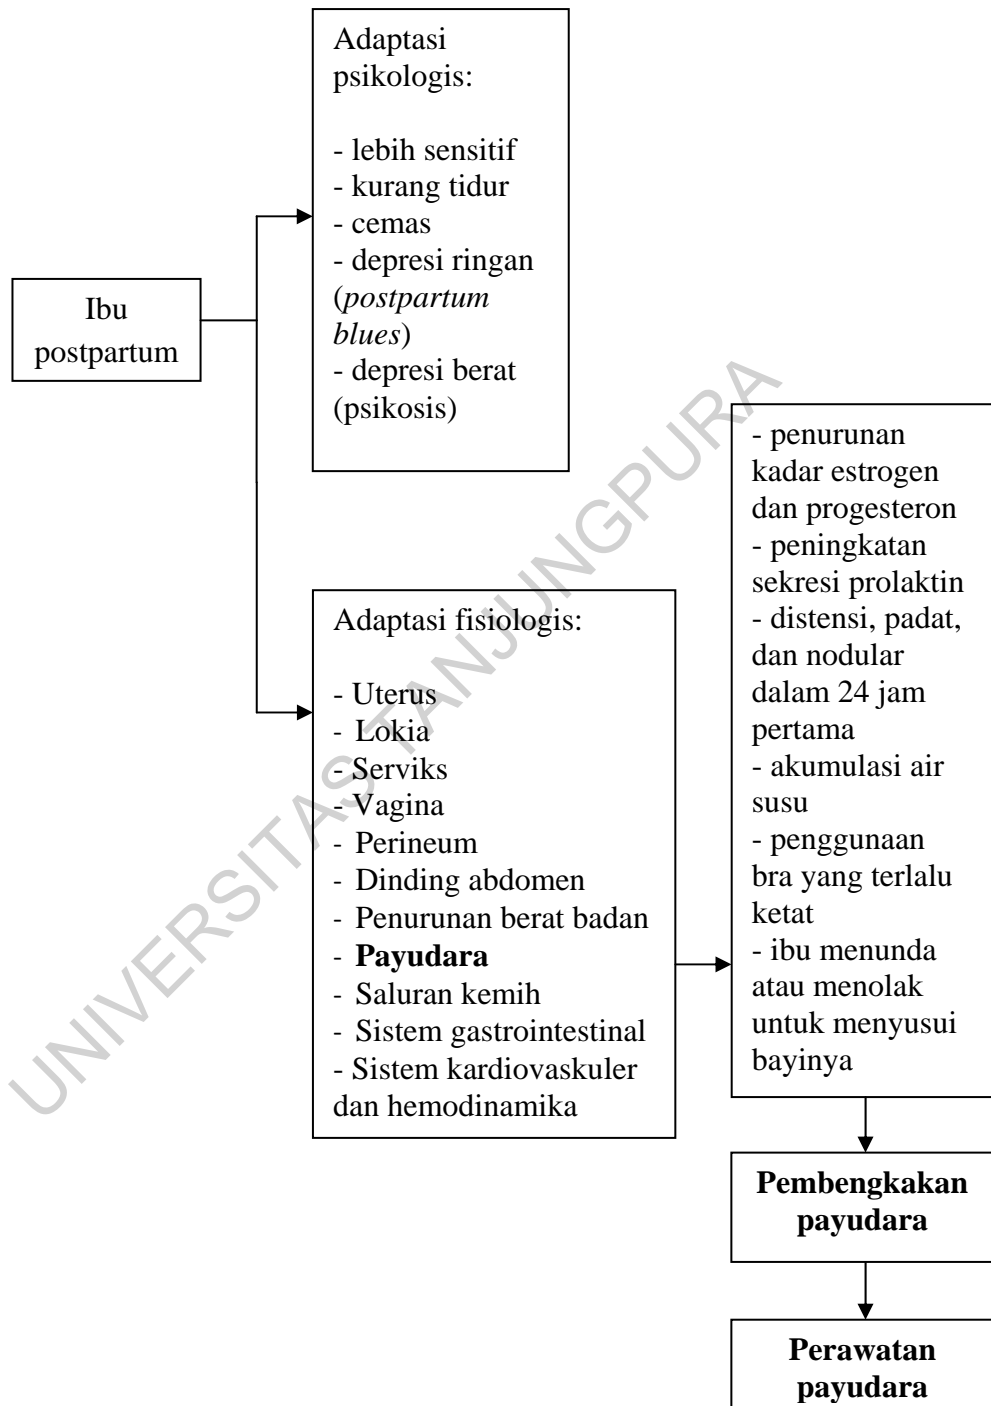 Adaptasi
psikologis:
- lebih sensitif
- kurang tidur
- cemas
- depresi ringan
(postpartum
blues)
- depresi berat
(psikosis)
Ibu
postpartum
- penurunan
kadar estrogen
dan progesteron
- peningkatan
sekresi prolaktin
- distensi, padat,
dan nodular
dalam 24 jam
pertama
- akumulasi air
susu
- penggunaan
bra yang terlalu
ketat
- ibu menunda
atau menolak
untuk menyusui
bayinya
Adaptasi fisiologis:
- Uterus
- Lokia
- Serviks
- Vagina
- Perineum
- Dinding abdomen
- Penurunan berat badan
- Payudara
- Saluran kemih
- Sistem gastrointestinal
- Sistem kardiovaskuler
dan hemodinamika
Pembengkakan
payudara
Perawatan
payudara
UNIVERSITAS TANJUNGPURA